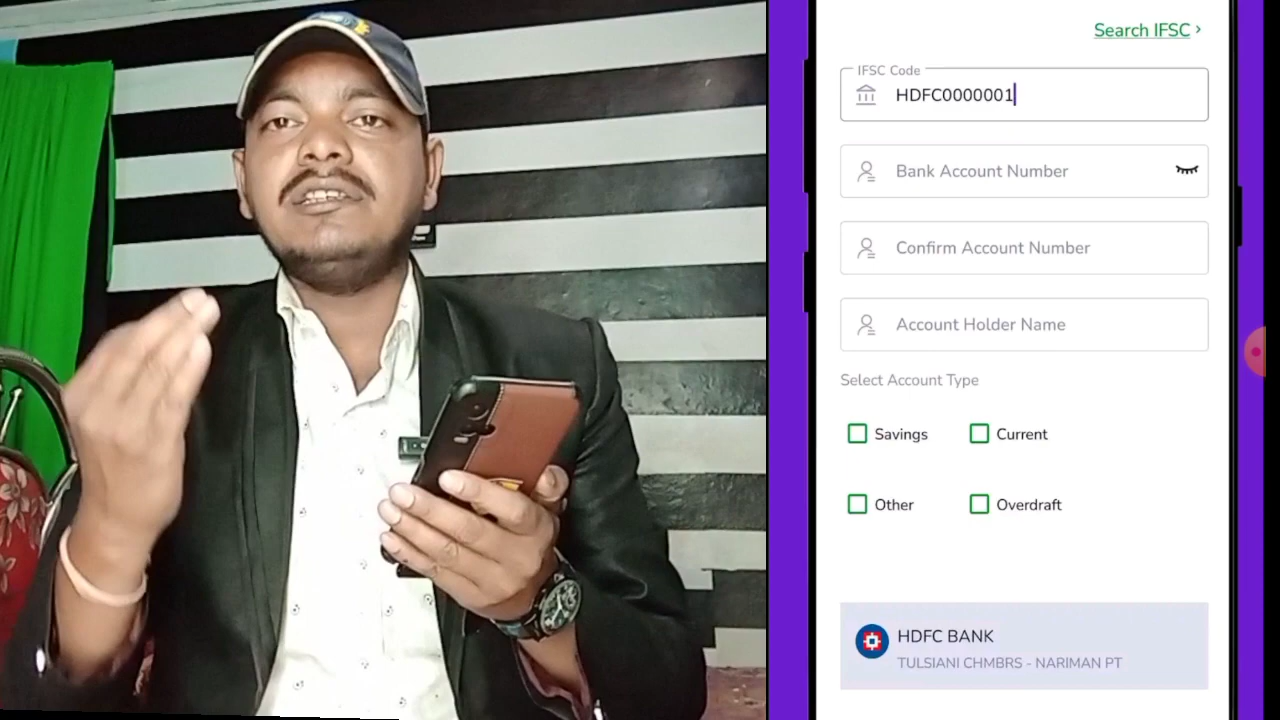 Search IFSC
IFSC Code
HDFC0000001
Bank Account Number
Confirm Account Number
Account Holder Name
Select Account Type
Savings
Current
Other
Overdraft
HDFC BANK
TULSIANI CHMBRS - NARIMAN PT